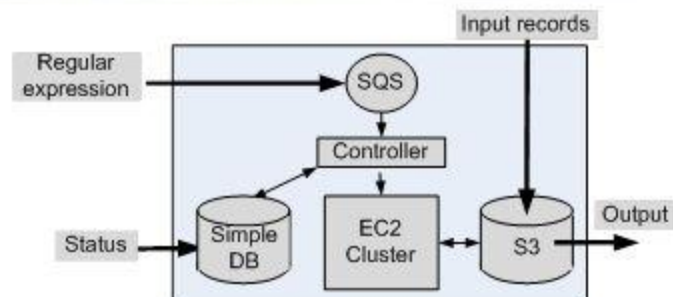 Input records
Regular
expression
SQS
Controller
Simple
DB
EC2
Cluster
S3
Output
Status